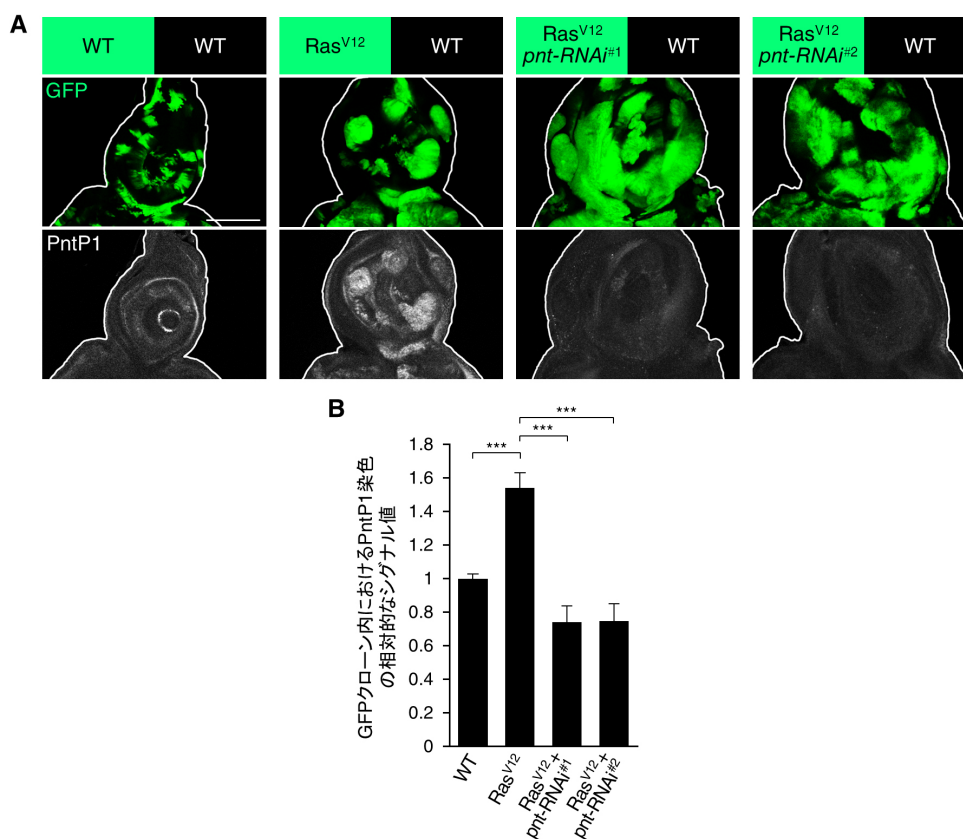 A
WT WT
Ras^V12 WT
Ras^V12
pnt-RNAi^#1
WT
Ras^V12
pnt-RNAi^#2
WT
GFP
PntP1
B
GFPクローン内におけるPntP1染色
の相対的なシグナル値
***
***
***
1.8
1.6
1.4
1.2
1
0.8
0.6
0.4
0.2
0
WT
Ras^V12
Ras^V12+
pnt-RNAi^#1
Ras^V12+
pnt-RNAi^#2